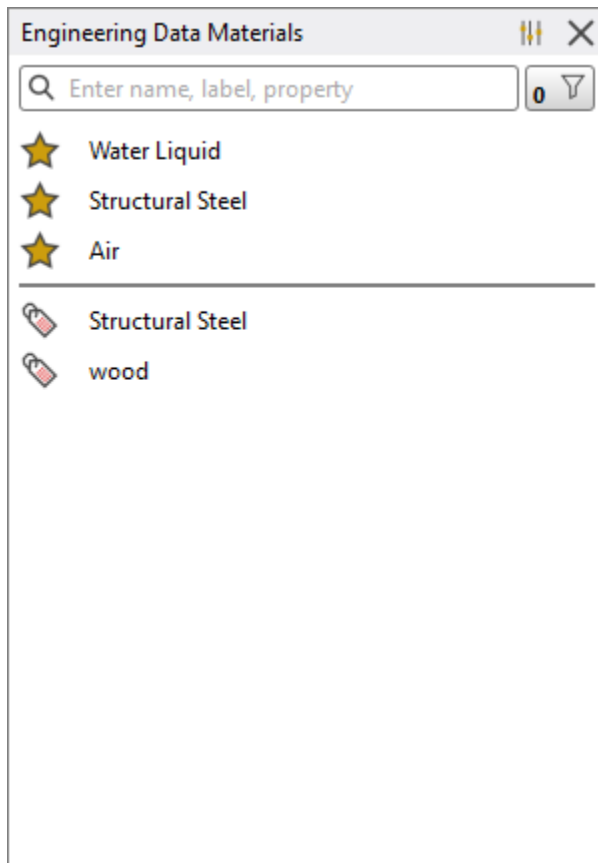 Engineering Data Materials
Enter name, label, property
0
Water Liquid
Structural Steel
Air
Structural Steel
wood